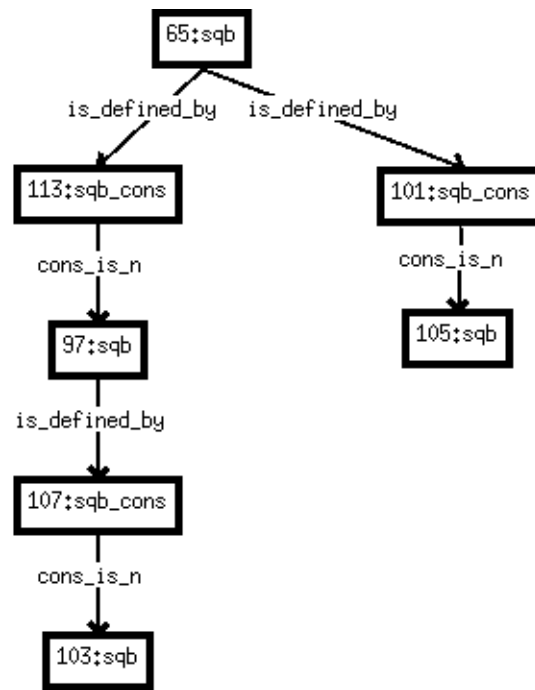 65:sqb
is_defined_by is_defined_by
113:sqb_cons 101:sqb_cons
cons_is_n cons_is_n
97:sqb 105:sqb
is_defined_by
107:sqb_cons
cons_is_n
103:sqb